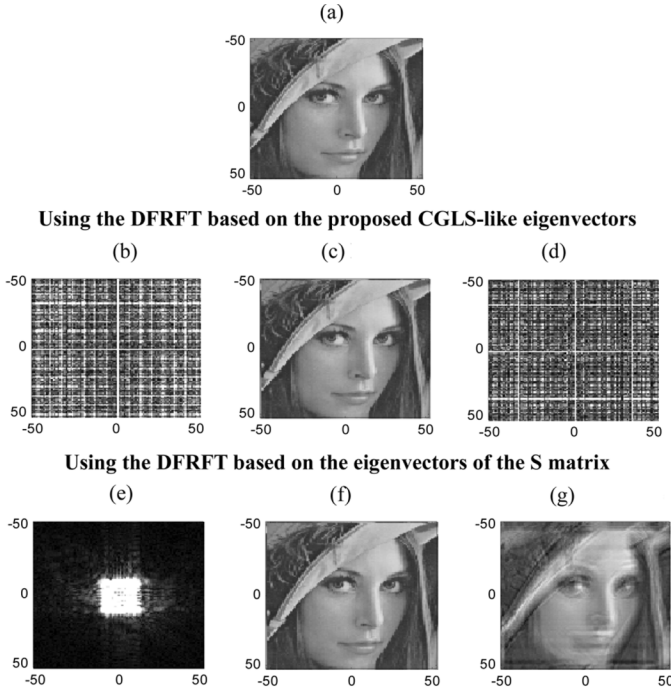 (a)
-50
0
50
-50 0 50
Using the DFRFT based on the proposed CGLS-like eigenvectors
(b) (c) (d)
-50 -50 -50
0 0 0
50 50 50
-50 0 50 -50 0 50 -50 0 50
Using the DFRFT based on the eigenvectors of the S matrix
(e) (f) (g)
-50 -50 -50
0 0 0
50 50 50
-50 0 50 -50 0 50 -50 0 50